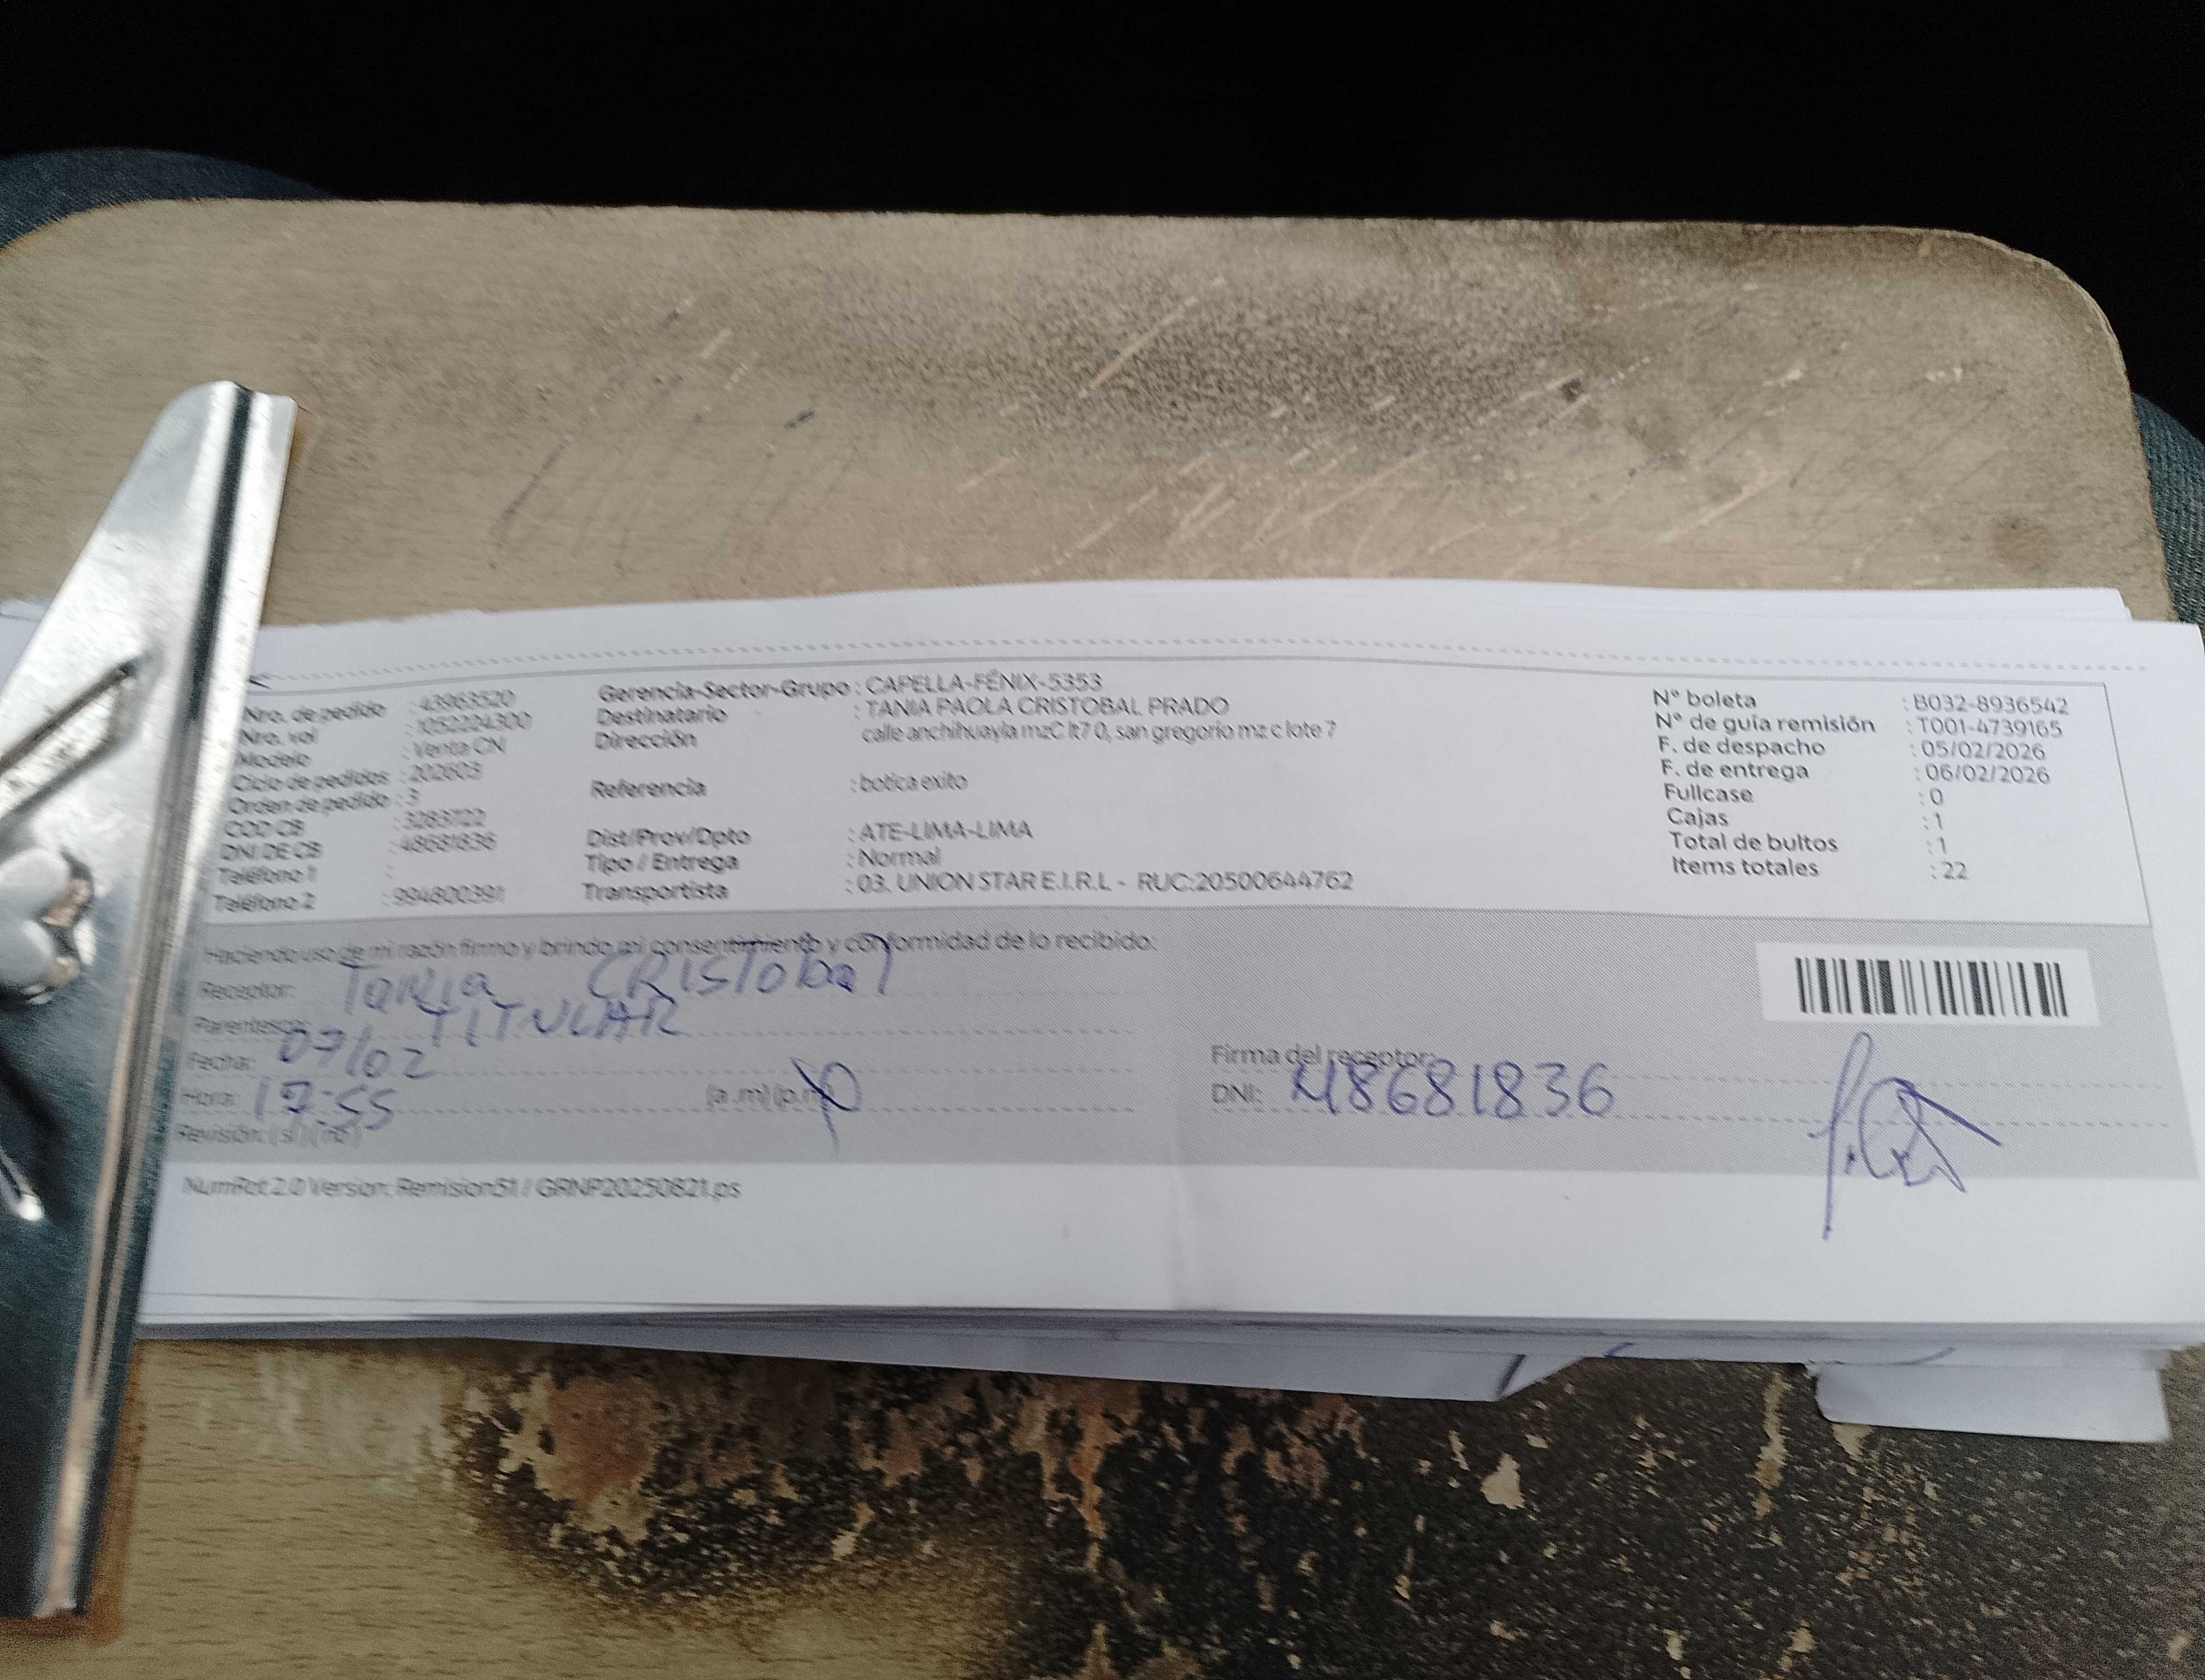 Nro. de pedido : 43963520
Nro. vol : 1052224300
Modelo : Venta CN
Ciclo de pedidos : 202603
Orden de pedido : 3
COD CB : 3283722
DNI DE CB : 48681836
Teléfono 1 :
Teléfono 2 : 994800391
Gerencia-Sector-Grupo : CAPELLA-FÉNIX-5353
Destinatario : TANIA PAOLA CRISTOBAL PRADO
Dirección calle anchihuayla mzC lt7 0, san gregorio mz c lote 7
Referencia : botica exito
Dist/Prov/Dpto : ATE-LIMA-LIMA
Tipo / Entrega : Normal
Transportista : 03. UNION STAR E.I.R.L - RUC:20500644762
N° boleta : B032-8936542
N° de guía remisión : T001-4739165
F. de despacho : 05/02/2026
F. de entrega : 06/02/2026
Fullcase : 0
Cajas : 1
Total de bultos : 1
Items totales : 22
Haciendo uso de mi razón firmo y brindo mi consentimiento y conformidad de lo recibido:
Receptor: Tania CRISTObal
Parentesco: TITULAR
Fecha: 07/02
Hora: 17:55 (a.m) (p.m)
Revisión: (si) (no)
Firma del receptor:
DNI: 48681836
NumRot 2.0 Version: Remision51 / GRNP20250821.ps